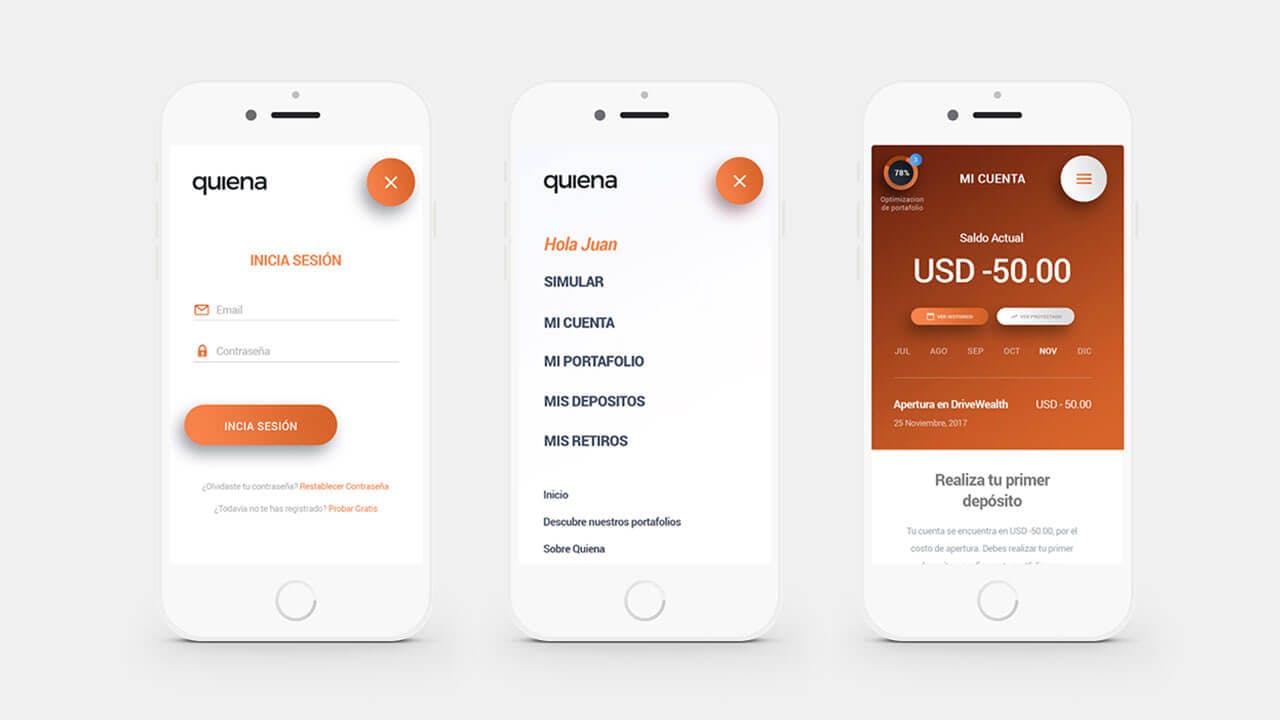 quiena
INICIA SESIÓN
Email
Contraseña
INCIA SESIÓN
¿Olvidaste tu contraseña? Restablecer Contraseña
¿Todavía no te has registrado? Probar Gratis
quiena
Hola Juan
SIMULAR
MI CUENTA
MI PORTAFOLIO
MIS DEPOSITOS
MIS RETIROS
Inicio
Descubre nuestros portafolios
Sobre Quiena
3
78%
MI CUENTA
Optimizacion
de portafolio
Saldo Actual
USD -50.00
VER HISTORICO
VER PROYECTADO
JUL AGO SEP OCT NOV DIC
Apertura en DriveWealth USD - 50.00
25 Noviembre, 2017
Realiza tu primer
depósito
Tu cuenta se encuentra en USD -50.00, por el
costo de apertura. Debes realizar tu primer